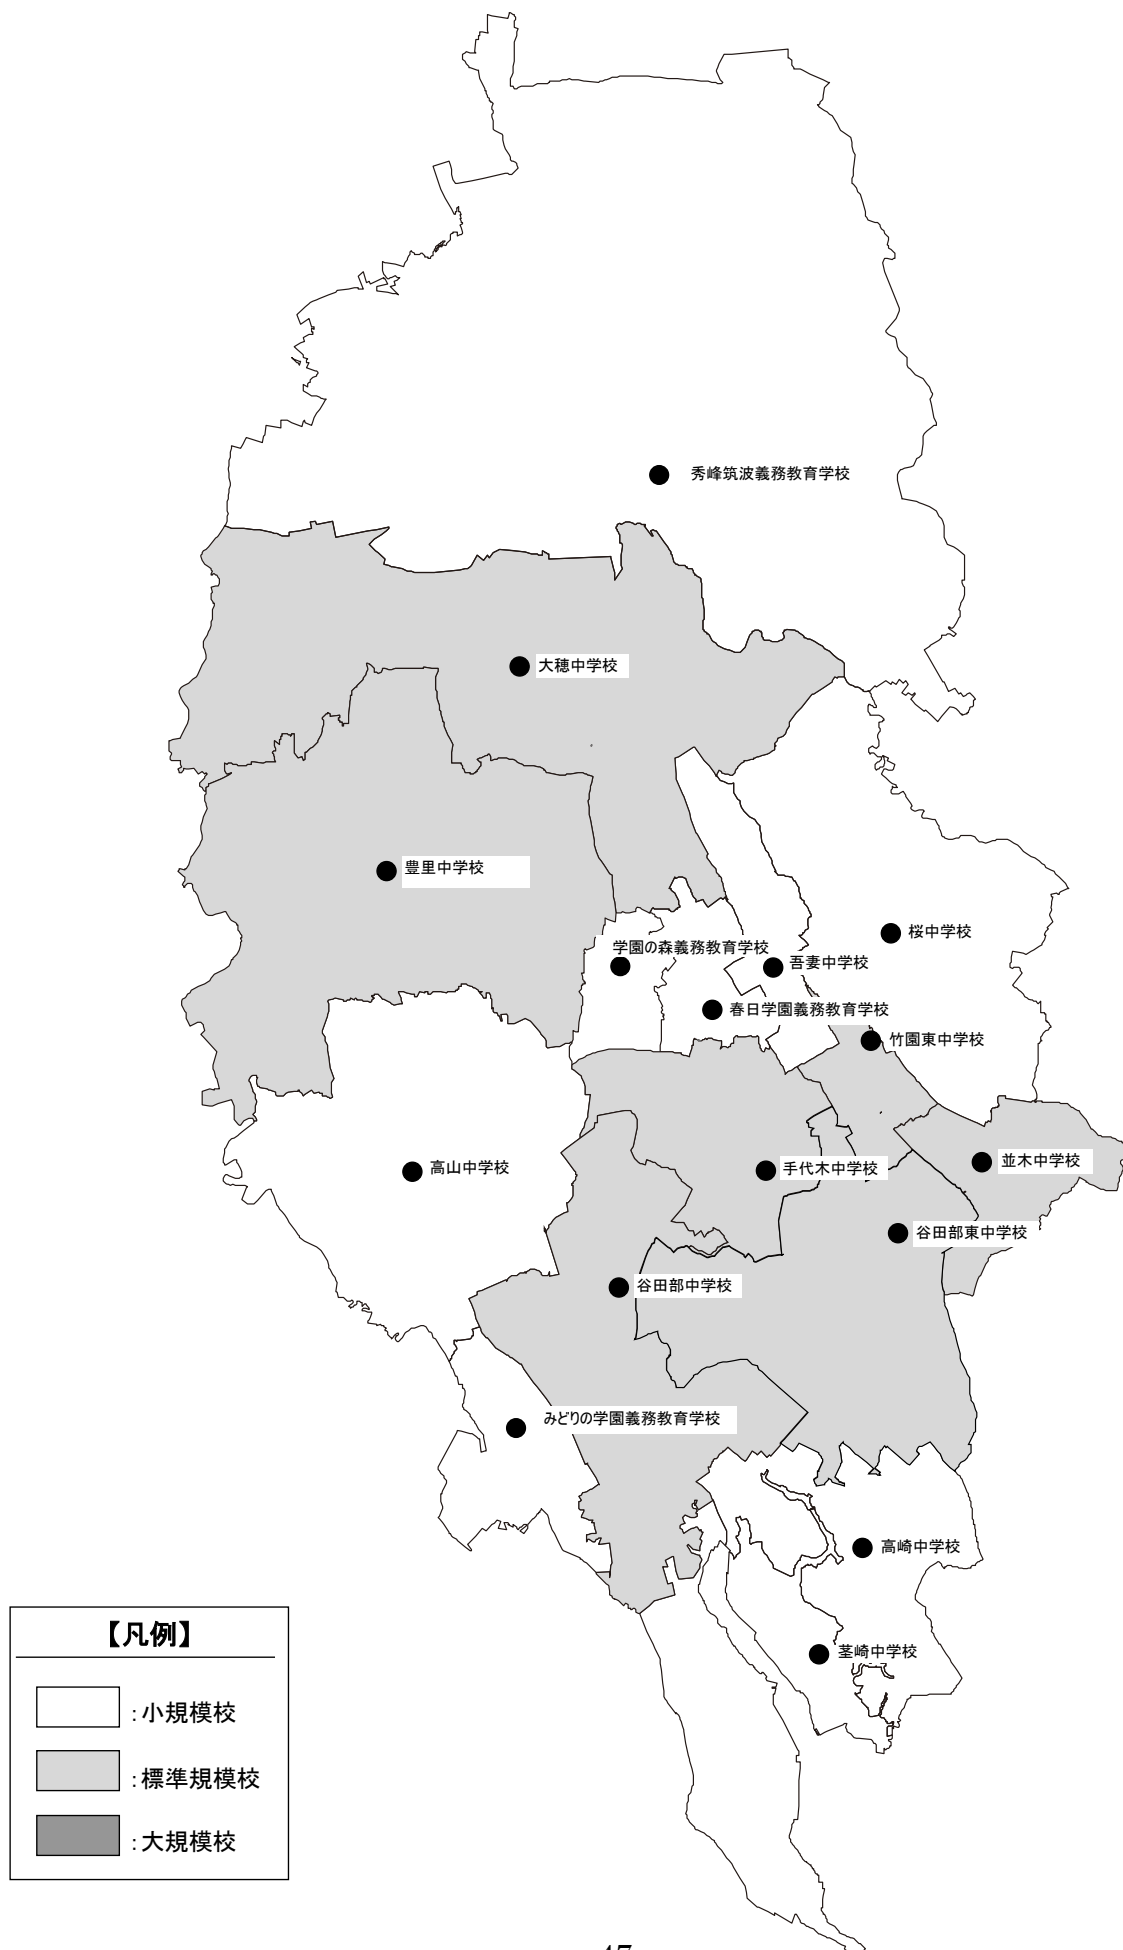 秀峰筑波義務教育学校
大穂中学校
豊里中学校
桜中学校
学園の森義務教育学校
吾妻中学校
春日学園義務教育学校
竹園東中学校
並木中学校
高山中学校
手代木中学校
谷田部東中学校
谷田部中学校
みどりの学園義務教育学校
高崎中学校
茎崎中学校
【凡例】
:小規模校
:標準規模校
:大規模校